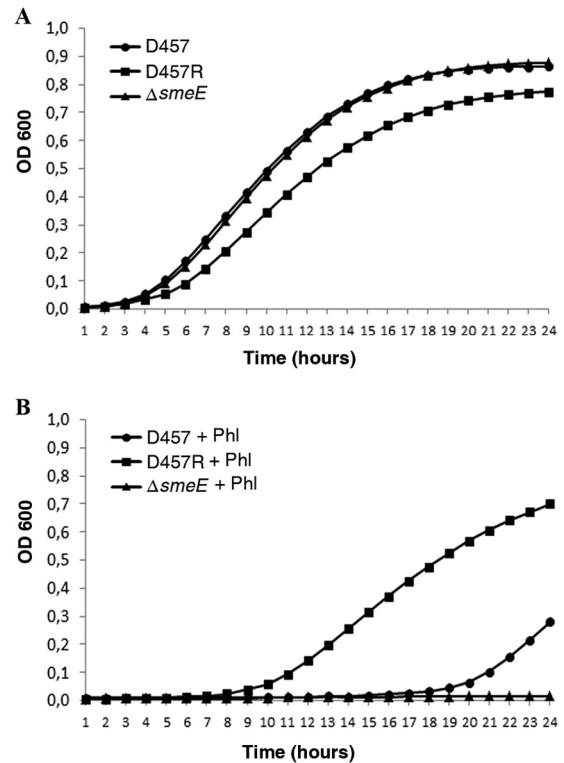 A
1,0
0,9
0,8
0,7
0,6
0,5
0,4
0,3
0,2
0,1
0,0
OD 600
D457
D457R
ΔsmeE
1 2 3 4 5 6 7 8 9 10 11 12 13 14 15 16 17 18 19 20 21 22 23 24
Time (hours)
B
1,0
0,9
0,8
0,7
0,6
0,5
0,4
0,3
0,2
0,1
0,0
OD 600
D457 + Phl
D457R + Phl
ΔsmeE + Phl
1 2 3 4 5 6 7 8 9 10 11 12 13 14 15 16 17 18 19 20 21 22 23 24
Time (hours)